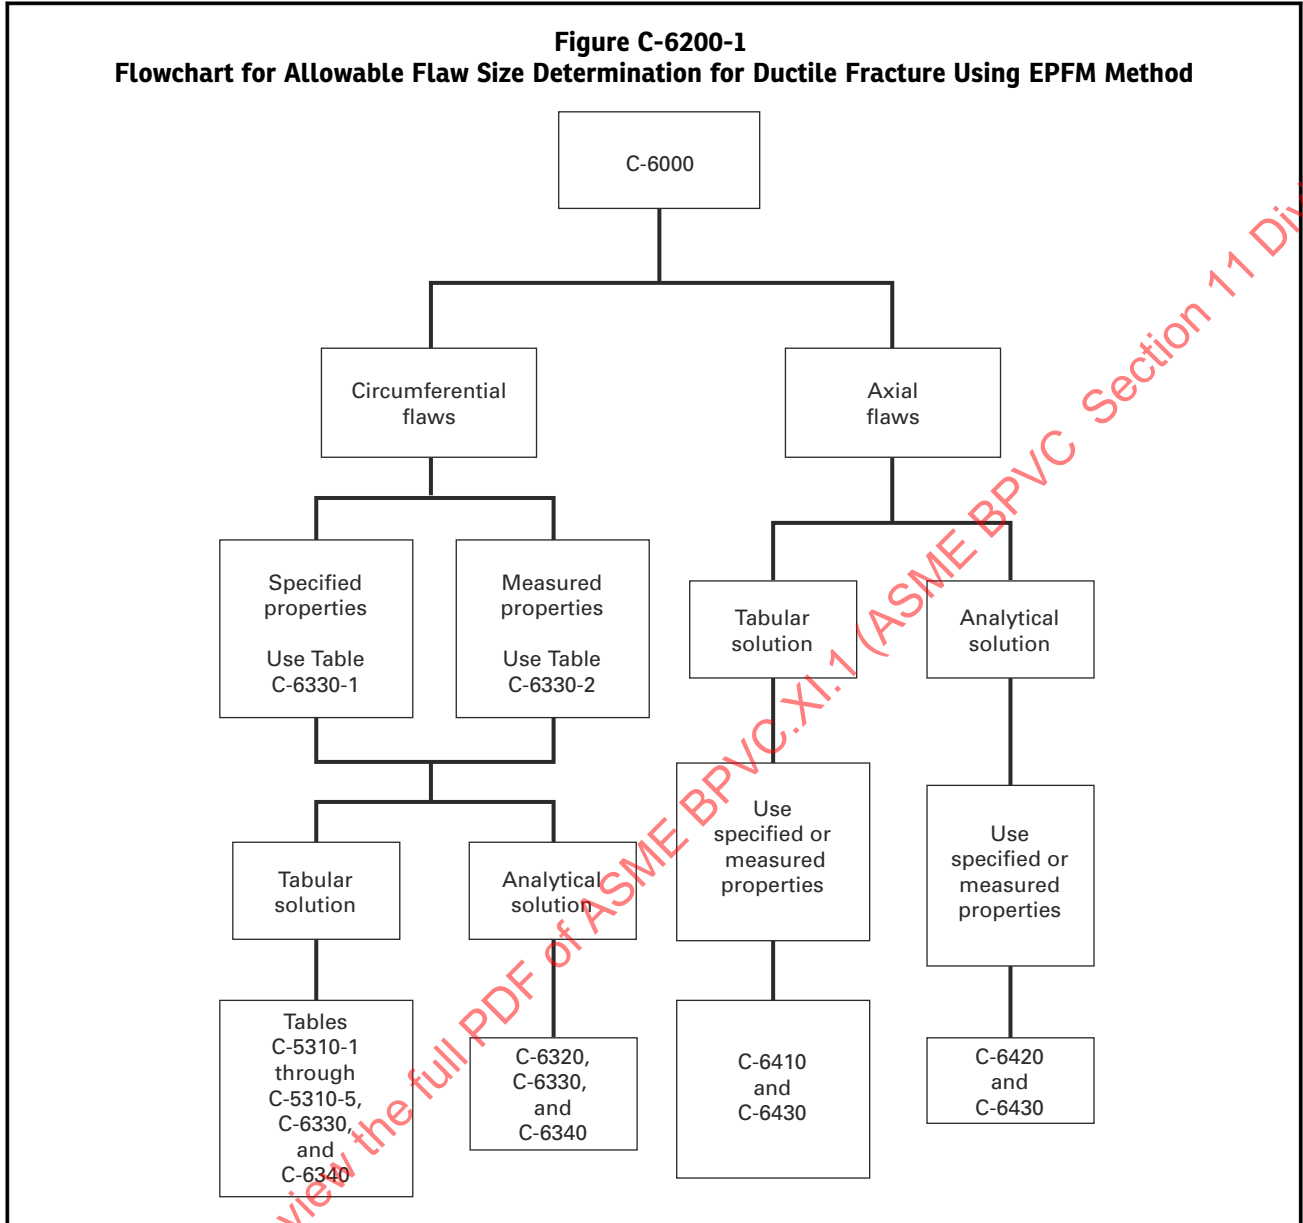 Figure C-6200-1
Flowchart for Allowable Flaw Size Determination for Ductile Fracture Using EPFM Method
C-6000
Circumferential
flaws
Axial
flaws
Specified
properties
Use Table
C-6330-1
Measured
properties
Use Table
C-6330-2
Tabular
solution
Analytical
solution
Tabular
solution
Analytical
solution
Use
specified or
measured
properties
Use
specified or
measured
properties
Tables
C-5310-1
through
C-5310-5,
C-6330,
and
C-6340
C-6320,
C-6330,
and
C-6340
C-6410
and
C-6430
C-6420
and
C-6430
view the full PDF of ASME BPVC.XI.1 (ASME BPVC Section 11 Div